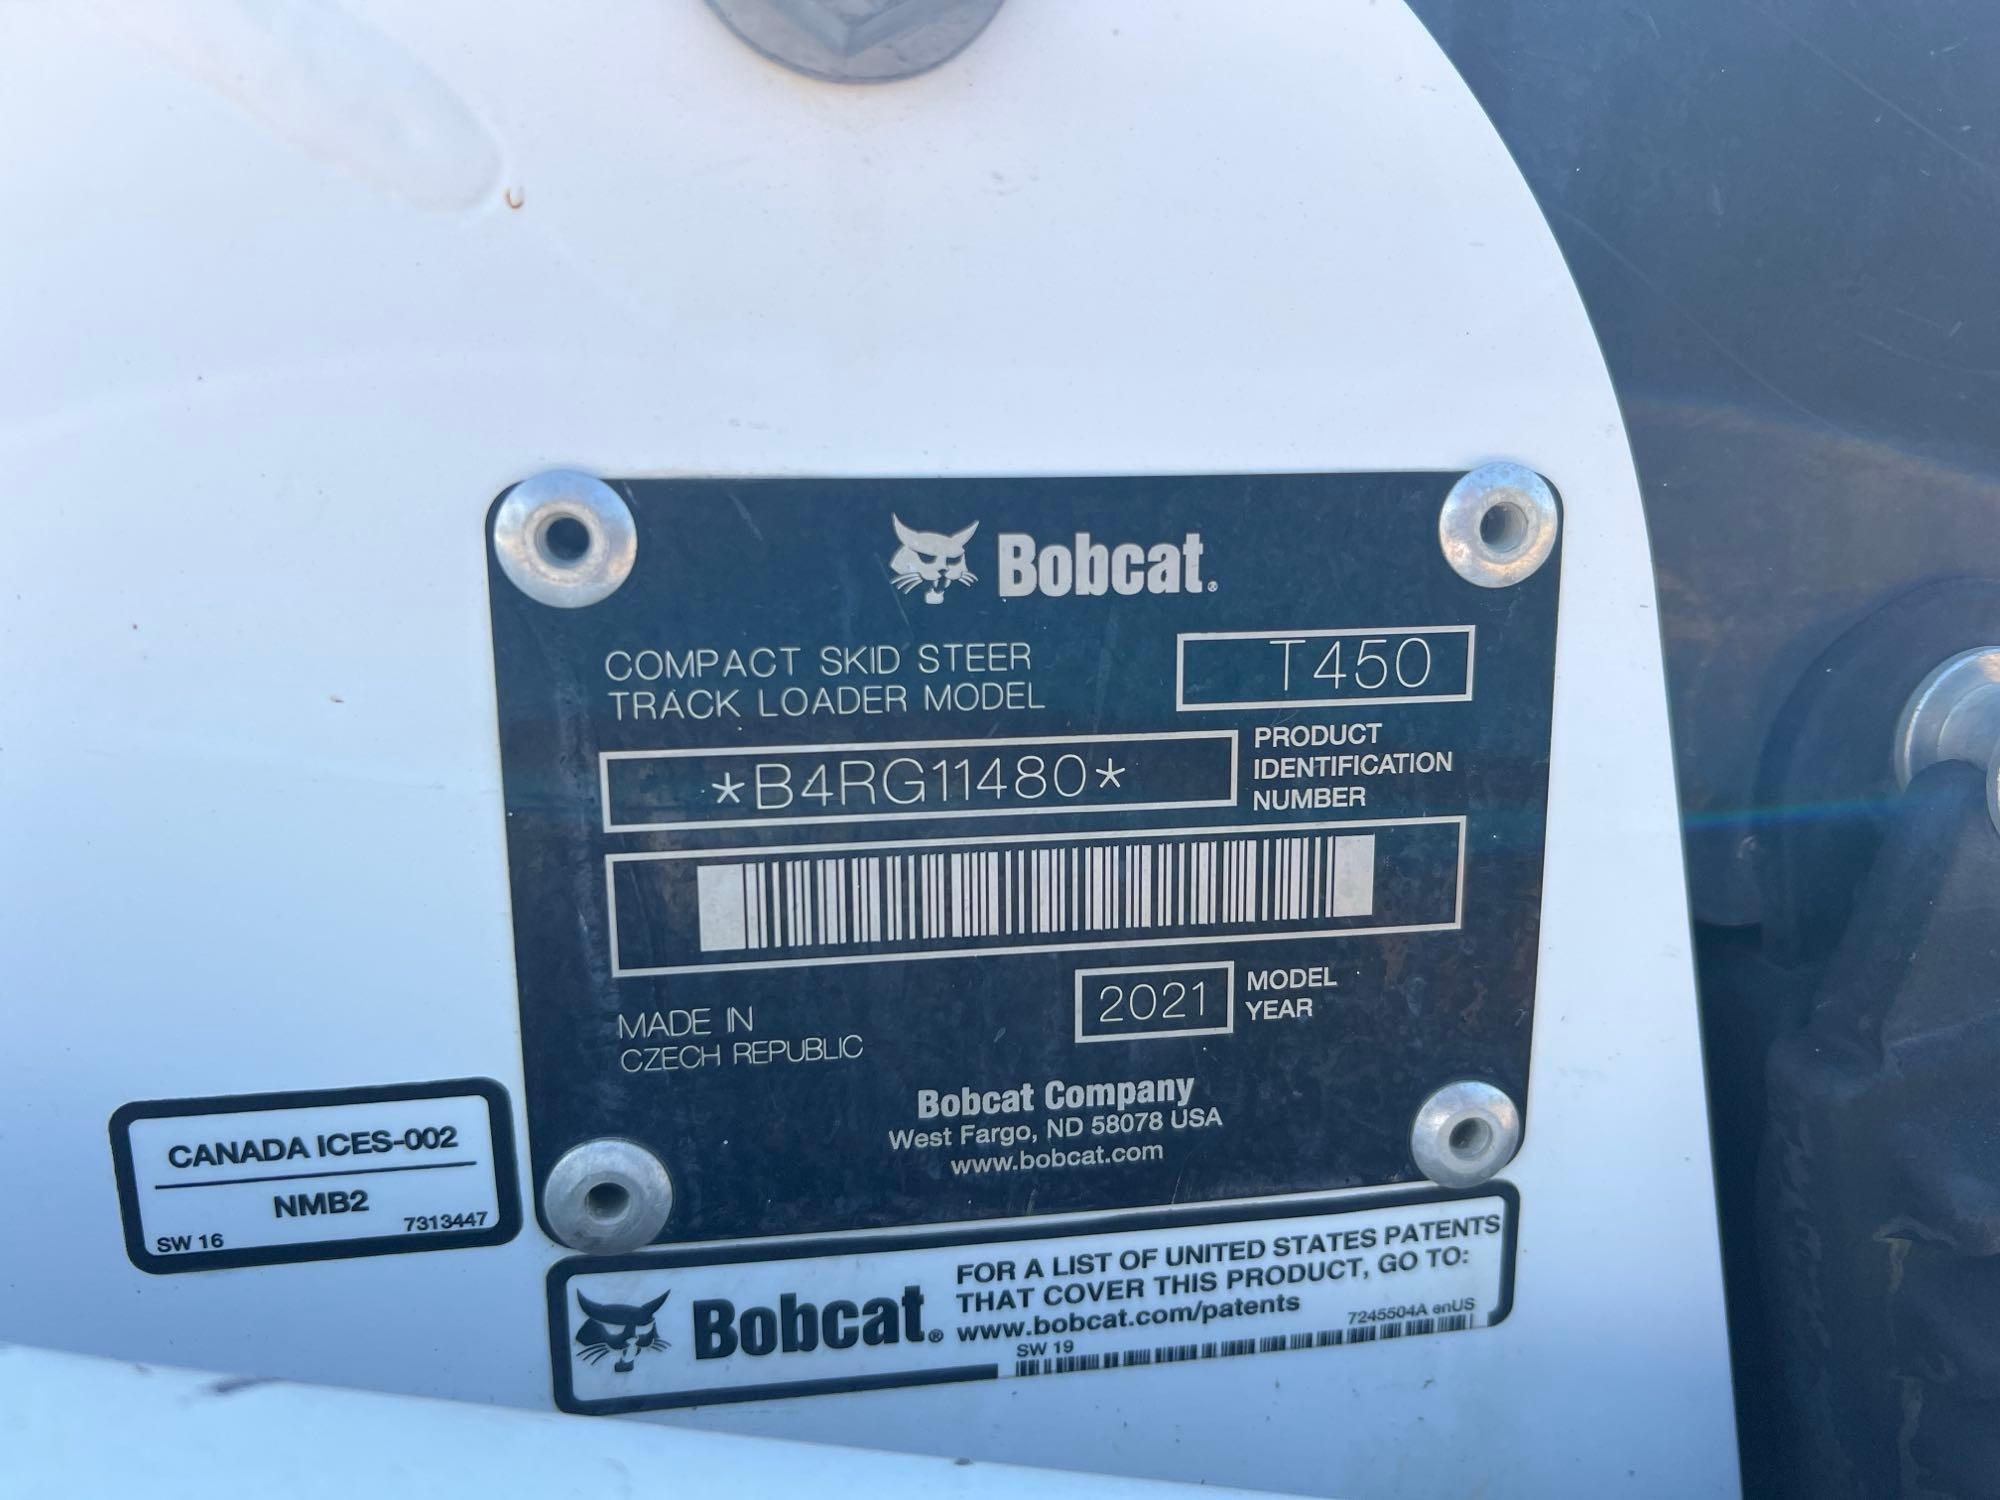 Bobcat®
COMPACT SKID STEER
TRACK LOADER MODEL
T450
*B4RG11480*
PRODUCT
IDENTIFICATION
NUMBER
MADE IN
CZECH REPUBLIC
2021
MODEL
YEAR
Bobcat Company
West Fargo, ND 58078 USA
www.bobcat.com
CANADA ICES-002
NMB2
SW 16
7313447
Bobcat®
FOR A LIST OF UNITED STATES PATENTS
THAT COVER THIS PRODUCT, GO TO:
www.bobcat.com/patents
7245504A enUS
SW 19